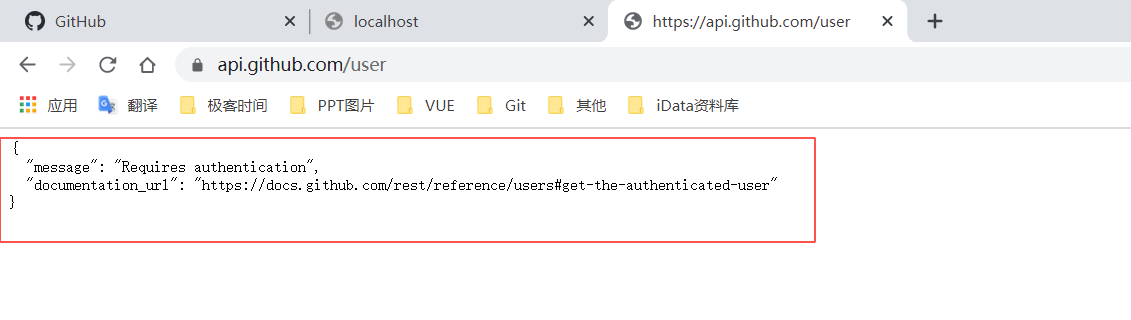 GitHub localhost https://api.github.com/user
api.github.com/user
应用 翻译 极客时间 PPT图片 VUE Git 其他 iData资料库
{
"message": "Requires authentication",
"documentation_url": "https://docs.github.com/rest/reference/users#get-the-authenticated-user"
}